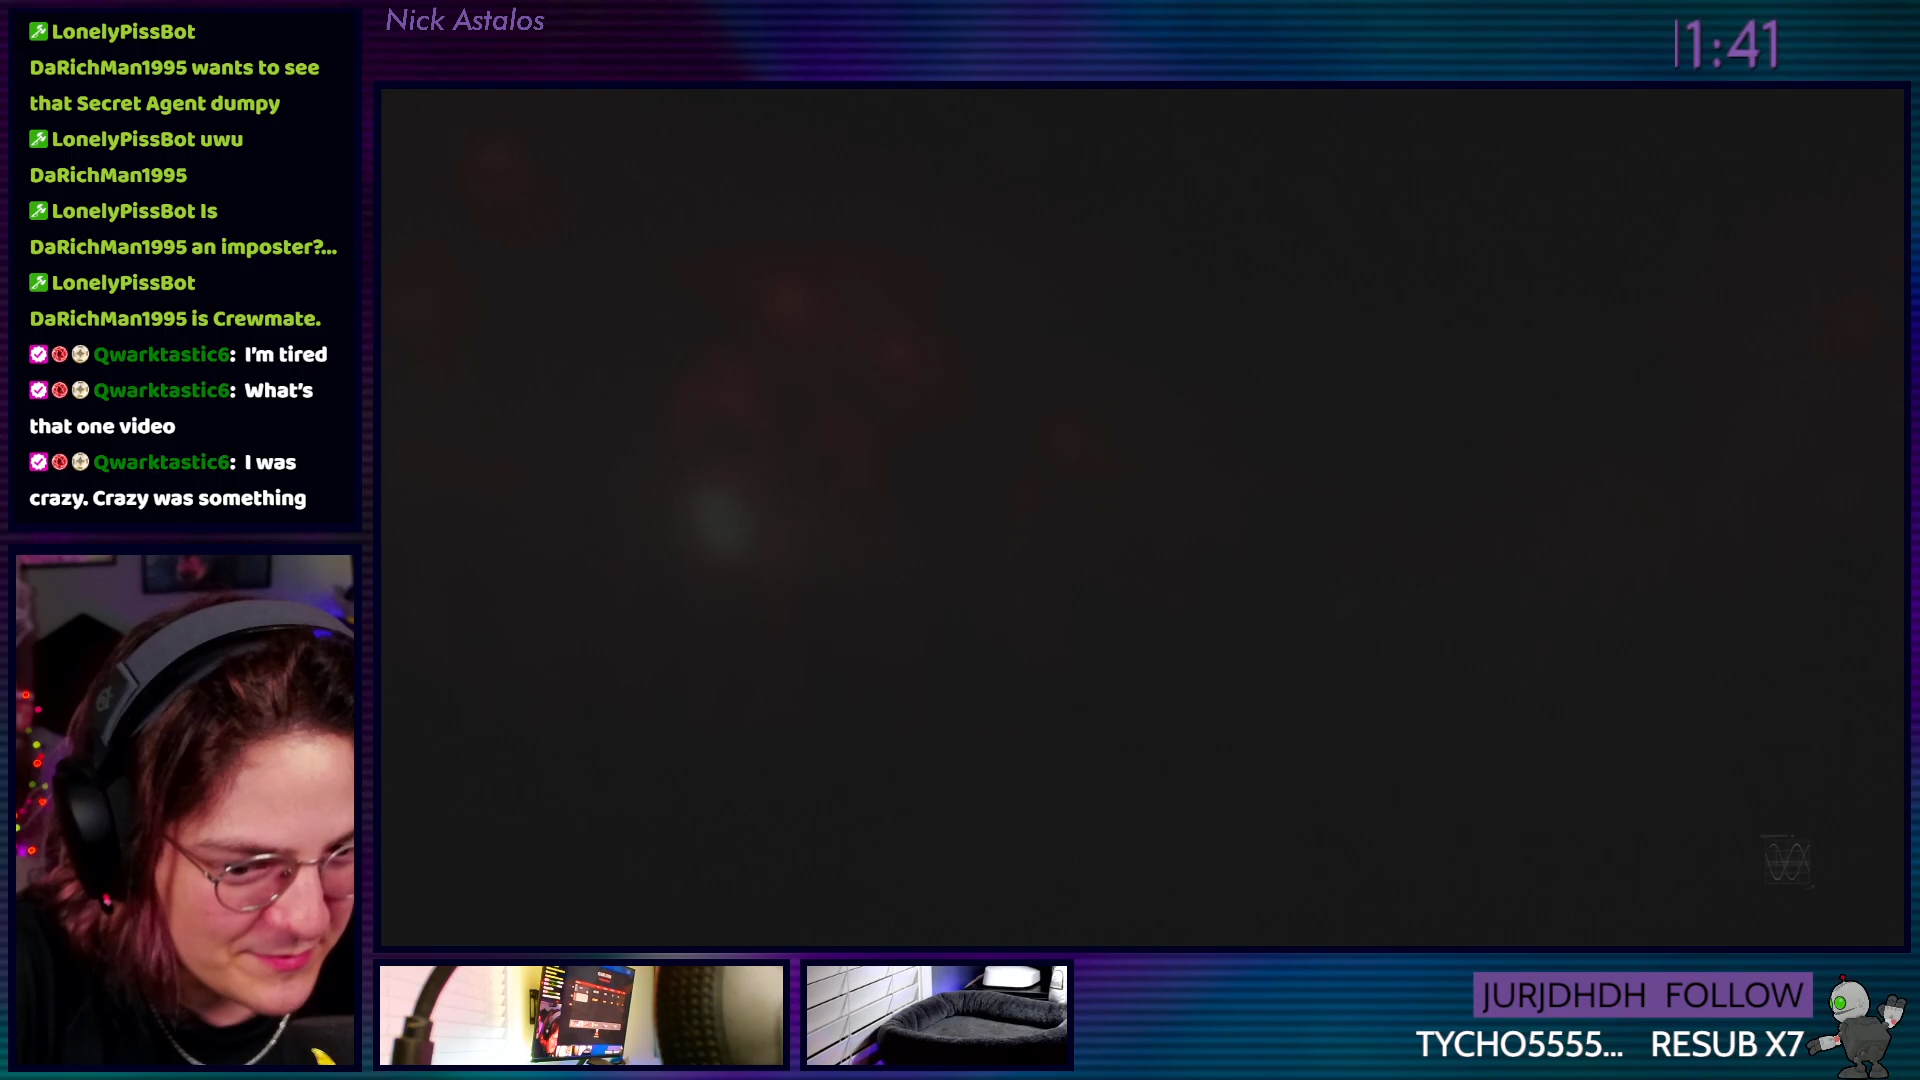 Nick Astalos
11:41
LonelyPissBot
DaRichMan1995 wants to see
that Secret Agent dumpy
LonelyPissBot uwu
DaRichMan1995
LonelyPissBot Is
DaRichMan1995 an imposter?...
LonelyPissBot
DaRichMan1995 is Crewmate.
Qwarktastic6: I'm tired
Qwarktastic6: What's
that one video
Qwarktastic6: I was
crazy. Crazy was something
JURJDHDH FOLLOW
TYCHO5555... RESUB X7